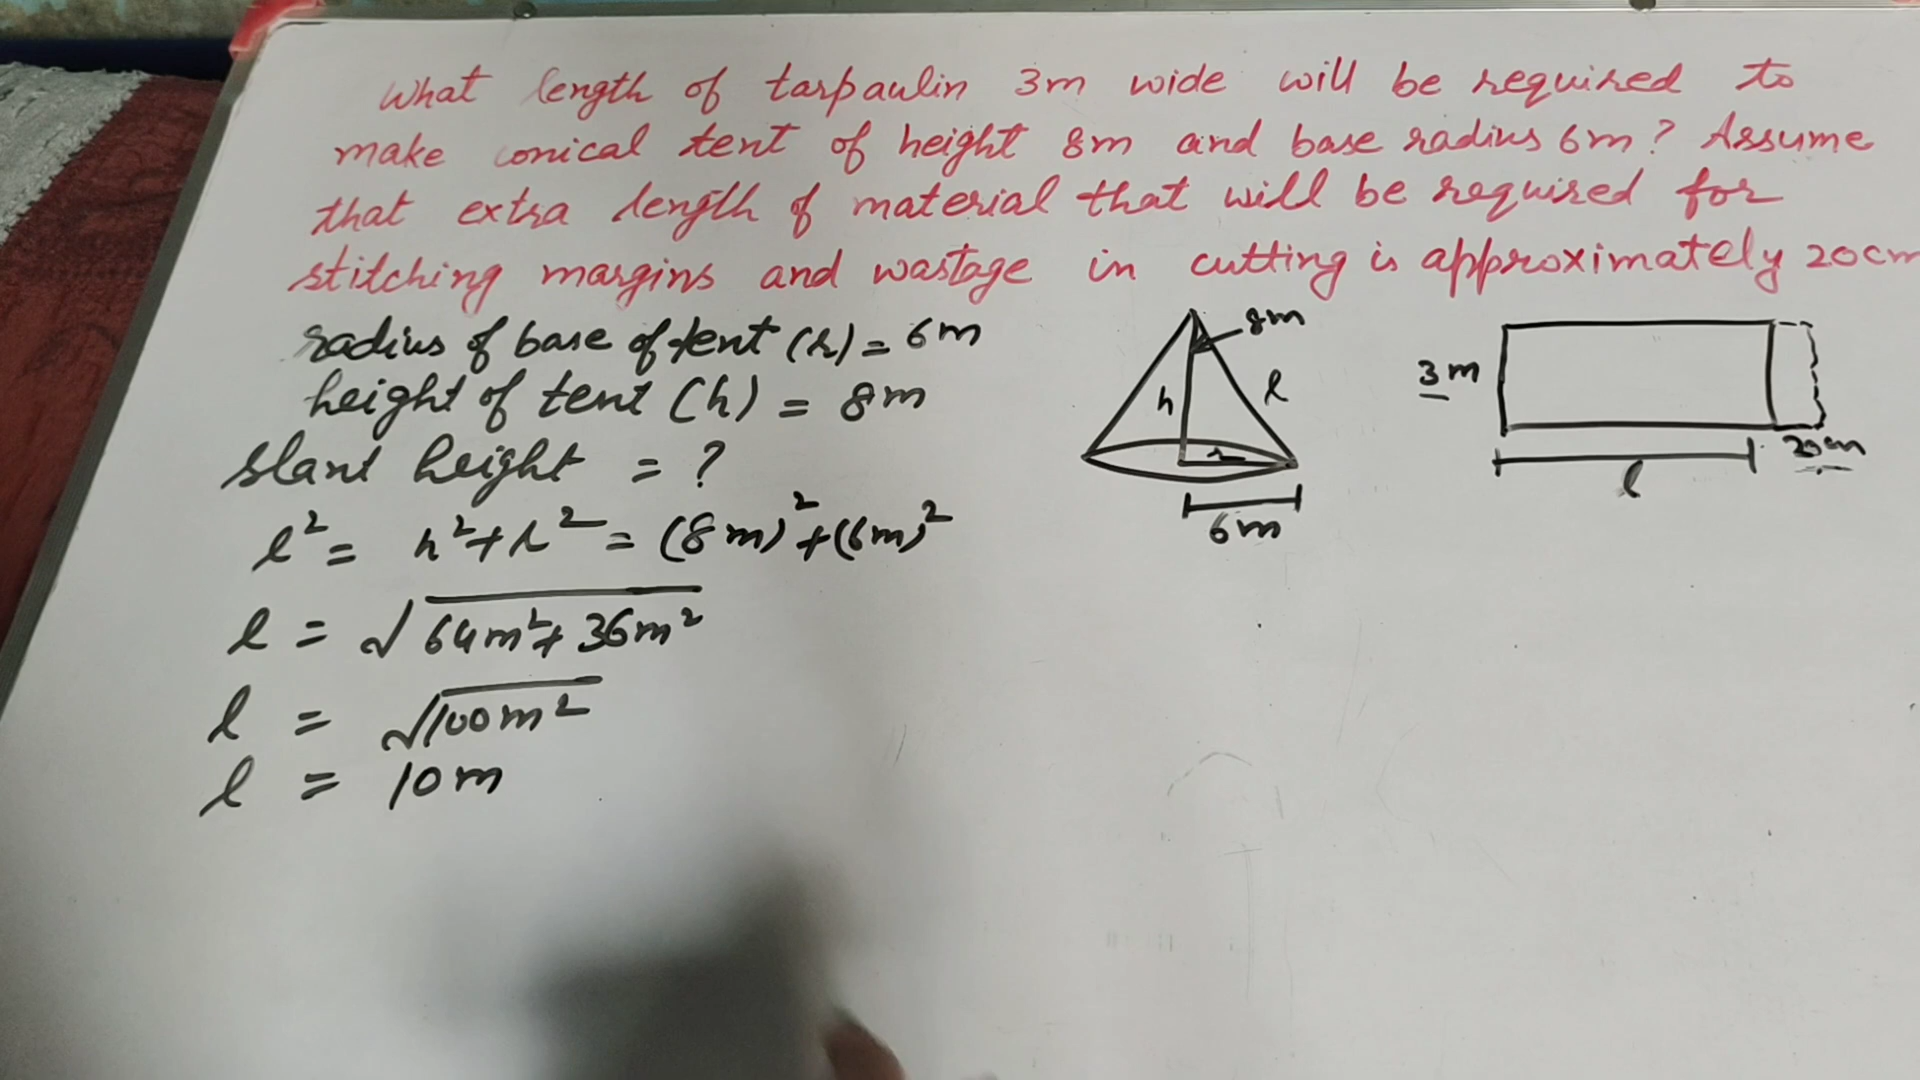 What length of tarpaulin 3m wide will be required to
make conical tent of height 8m and base radius 6m? Assume
that extra length of material that will be required for
stitching margins and wastage in cutting is approximately 20cm
radius of base of tent (r) = 6m
height of tent (h) = 8m
slant height = ?
l² = h² + r² = (8m)² + (6m)²
l = √64m² + 36m²
l = √100m²
l = 10m
8m
h
l
r
6m
3m
l
20cm